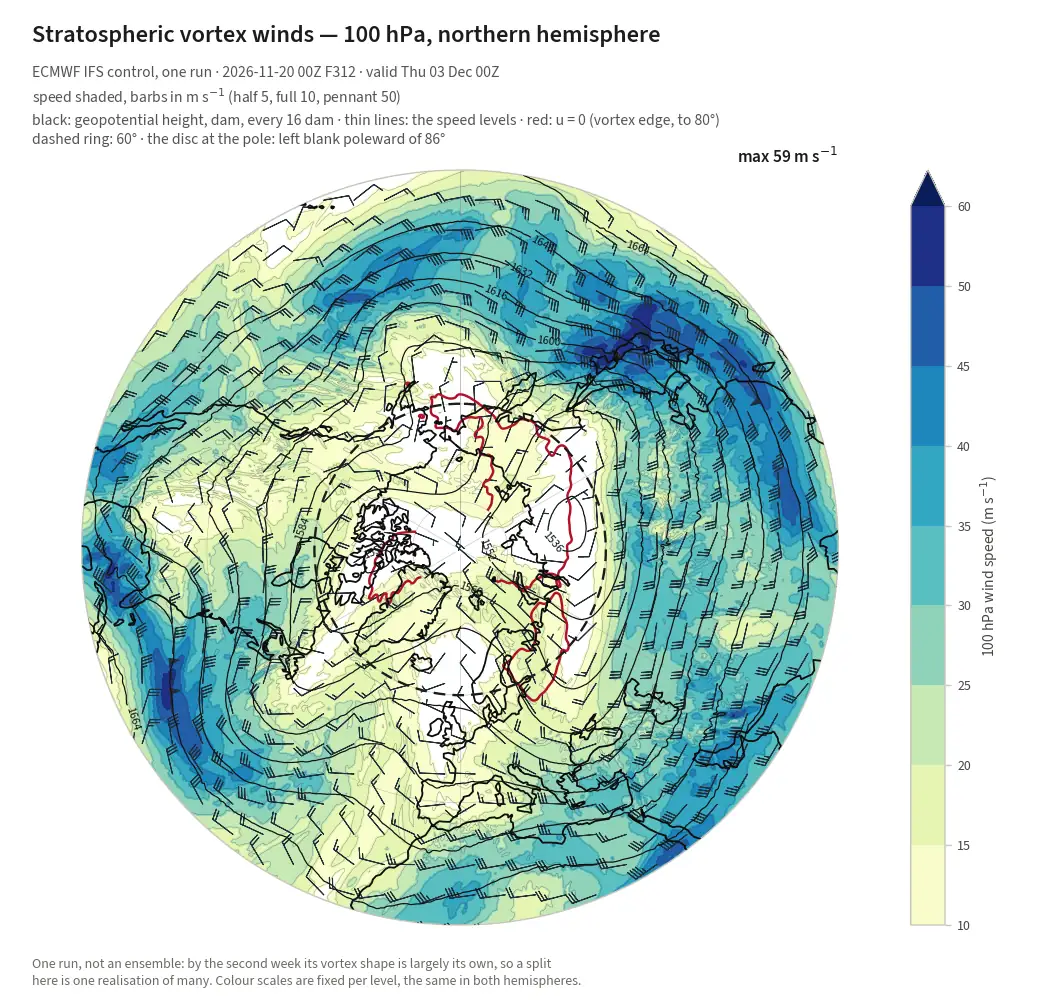 Stratospheric vortex winds — 100 hPa, northern hemisphere
ECMWF IFS control, one run · 2026-11-20 00Z F312 · valid Thu 03 Dec 00Z
speed shaded, barbs in m s⁻¹ (half 5, full 10, pennant 50)
black: geopotential height, dam, every 16 dam · thin lines: the speed levels · red: u = 0 (vortex edge, to 80°)
dashed ring: 60° · the disc at the pole: left blank poleward of 86°
max 59 m s⁻¹
1664
1648
1632
1616
1600
1584
1536
1664
60
50
45
40
35
30
25
20
15
10
100 hPa wind speed (m s⁻¹)
One run, not an ensemble: by the second week its vortex shape is largely its own, so a split
here is one realisation of many. Colour scales are fixed per level, the same in both hemispheres.